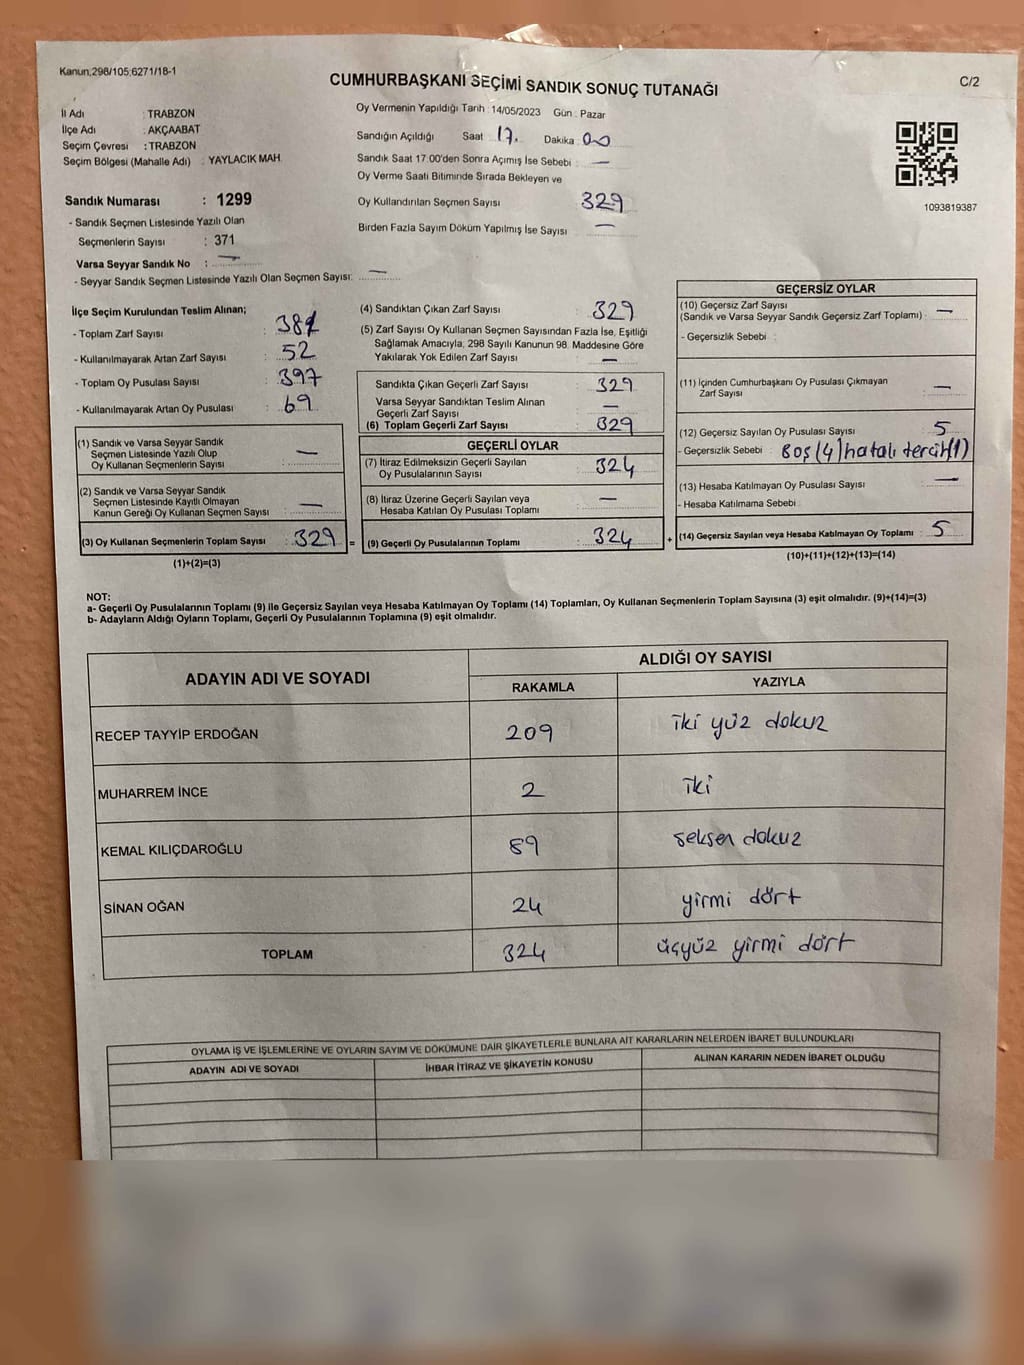 Kanun;298/105;6271/18-1
CUMHURBAŞKANI SEÇİMİ SANDIK SONUÇ TUTANAĞI
C/2
İl Adı : TRABZON
İlçe Adı : AKÇAABAT
Seçim Çevresi : TRABZON
Seçim Bölgesi (Mahalle Adı) : YAYLACIK MAH.
Sandık Numarası : 1299
- Sandık Seçmen Listesinde Yazılı Olan
Seçmenlerin Sayısı : 371
Varsa Seyyar Sandık No : —
- Seyyar Sandık Seçmen Listesinde Yazılı Olan Seçmen Sayısı: —
Oy Vermenin Yapıldığı Tarih : 14/05/2023 Gün : Pazar
Sandığın Açıldığı Saat : 17. Dakika : 00
Sandık Saat 17.00'den Sonra Açımış İse Sebebi : —
Oy Verme Saati Bitiminde Sırada Bekleyen ve
Oy Kullandırılan Seçmen Sayısı : 329
Birden Fazla Sayım Döküm Yapılmış İse Sayısı : —
1093819387
İlçe Seçim Kurulundan Teslim Alınan;
- Toplam Zarf Sayısı : 381
- Kullanılmayarak Artan Zarf Sayısı : 52
- Toplam Oy Pusulası Sayısı : 397
- Kullanılmayarak Artan Oy Pusulası : 69
(1) Sandık ve Varsa Seyyar Sandık
Seçmen Listesinde Yazılı Olup
Oy Kullanan Seçmenlerin Sayısı : —
(2) Sandık ve Varsa Seyyar Sandık
Seçmen Listesinde Kayıtlı Olmayan
Kanun Gereği Oy Kullanan Seçmen Sayısı : —
(3) Oy Kullanan Seçmenlerin Toplam Sayısı : 329 =
(1)+(2)=(3)
(4) Sandıktan Çıkan Zarf Sayısı : 329
(5) Zarf Sayısı Oy Kullanan Seçmen Sayısından Fazla İse, Eşitliği
Sağlamak Amacıyla, 298 Sayılı Kanunun 98. Maddesine Göre
Yakılarak Yok Edilen Zarf Sayısı : —
Sandıkta Çıkan Geçerli Zarf Sayısı : 329
Varsa Seyyar Sandıktan Teslim Alınan
Geçerli Zarf Sayısı : —
(6) Toplam Geçerli Zarf Sayısı : 329
GEÇERLİ OYLAR
(7) İtiraz Edilmeksizin Geçerli Sayılan
Oy Pusulalarının Sayısı : 324
(8) İtiraz Üzerine Geçerli Sayılan veya
Hesaba Katılan Oy Pusulası Toplamı : —
(9) Geçerli Oy Pusulalarının Toplamı : 324 +
GEÇERSİZ OYLAR
(10) Geçersiz Zarf Sayısı
(Sandık ve Varsa Seyyar Sandık Geçersiz Zarf Toplamı) : —
- Geçersizlik Sebebi :
(11) İçinden Cumhurbaşkanı Oy Pusulası Çıkmayan
Zarf Sayısı : —
(12) Geçersiz Sayılan Oy Pusulası Sayısı : 5
- Geçersizlik Sebebi : Boş (4) hatalı tercih (1)
(13) Hesaba Katılmayan Oy Pusulası Sayısı : —
- Hesaba Katılmama Sebebi :
(14) Geçersiz Sayılan veya Hesaba Katılmayan Oy Toplamı : 5
(10)+(11)+(12)+(13)=(14)
NOT:
a- Geçerli Oy Pusulalarının Toplamı (9) ile Geçersiz Sayılan veya Hesaba Katılmayan Oy Toplamı (14) Toplamları, Oy Kullanan Seçmenlerin Toplam Sayısına (3) eşit olmalıdır. (9)+(14)=(3)
b- Adayların Aldığı Oyların Toplamı, Geçerli Oy Pusulalarının Toplamına (9) eşit olmalıdır.
ADAYIN ADI VE SOYADI ALDIĞI OY SAYISI
RAKAMLA YAZIYLA
RECEP TAYYİP ERDOĞAN 209 iki yüz dokuz
MUHARREM İNCE 2 iki
KEMAL KILIÇDAROĞLU 89 seksen dokuz
SİNAN OĞAN 24 yirmi dört
TOPLAM 324 üçyüz yirmi dört
OYLAMA İŞ VE İŞLEMLERİNE VE OYLARIN SAYIM VE DÖKÜMÜNE DAİR ŞİKAYETLERLE BUNLARA AİT KARARLARIN NELERDEN İBARET BULUNDUKLARI
ADAYIN ADI VE SOYADI İHBAR İTİRAZ VE ŞİKAYETİN KONUSU ALINAN KARARIN NEDEN İBARET OLDUĞU